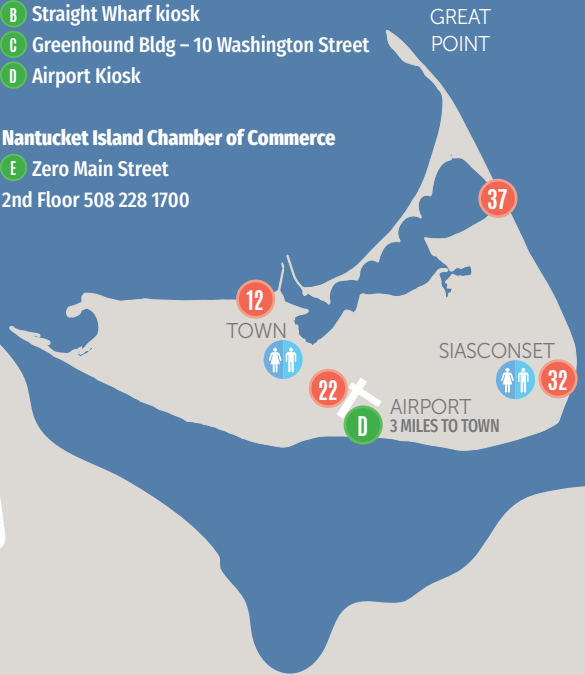 B Straight Wharf kiosk
C Greenhound Bldg – 10 Washington Street
D Airport Kiosk
Nantucket Island Chamber of Commerce
E Zero Main Street
2nd Floor 508 228 1700
GREAT
POINT
37
12
TOWN
SIASCONSET
32
22
D
AIRPORT
3 MILES TO TOWN